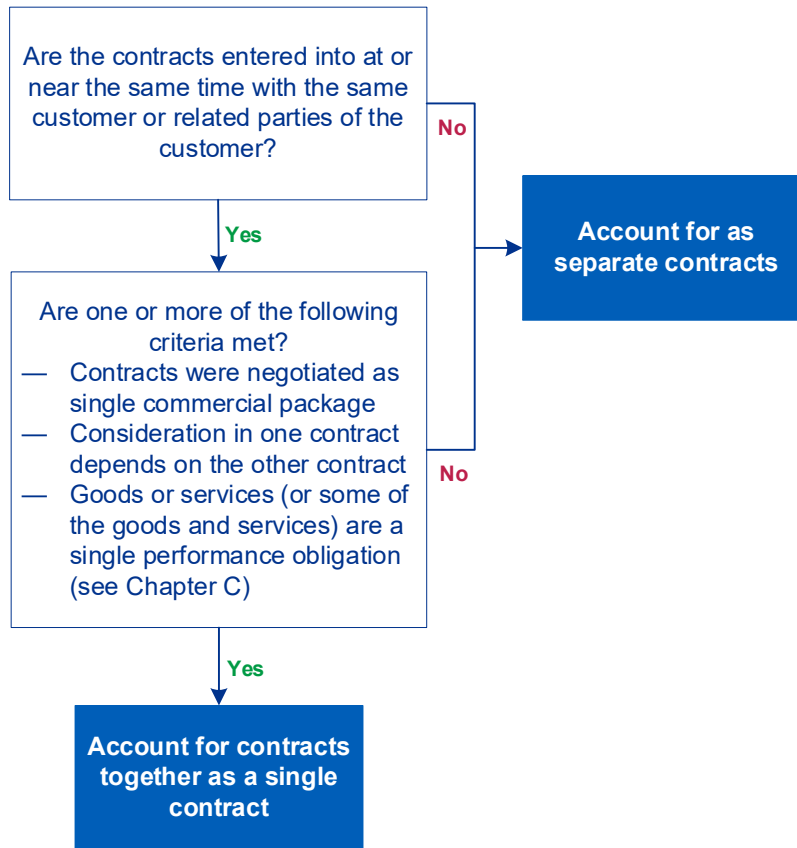 Are the contracts entered into at or
near the same time with the same
customer or related parties of the
customer?
No
Yes
Account for as
separate contracts
Are one or more of the following
criteria met?
— Contracts were negotiated as
single commercial package
— Consideration in one contract
depends on the other contract
— Goods or services (or some of
the goods and services) are a
single performance obligation
(see Chapter C)
No
Yes
Account for contracts
together as a single
contract